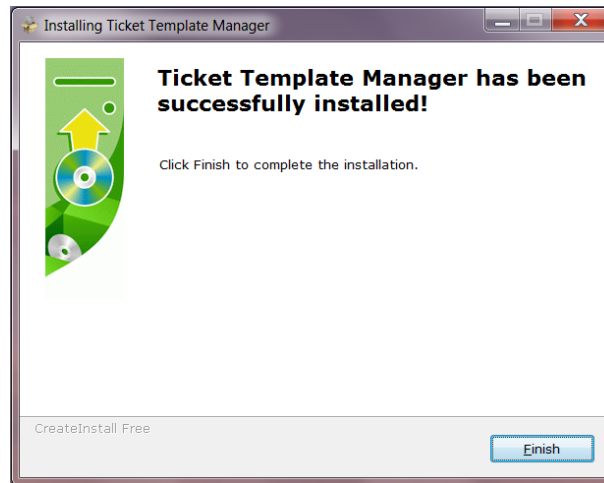 Installing Ticket Template Manager
Ticket Template Manager has been
successfully installed!
Click Finish to complete the installation.
CreateInstall Free
Finish